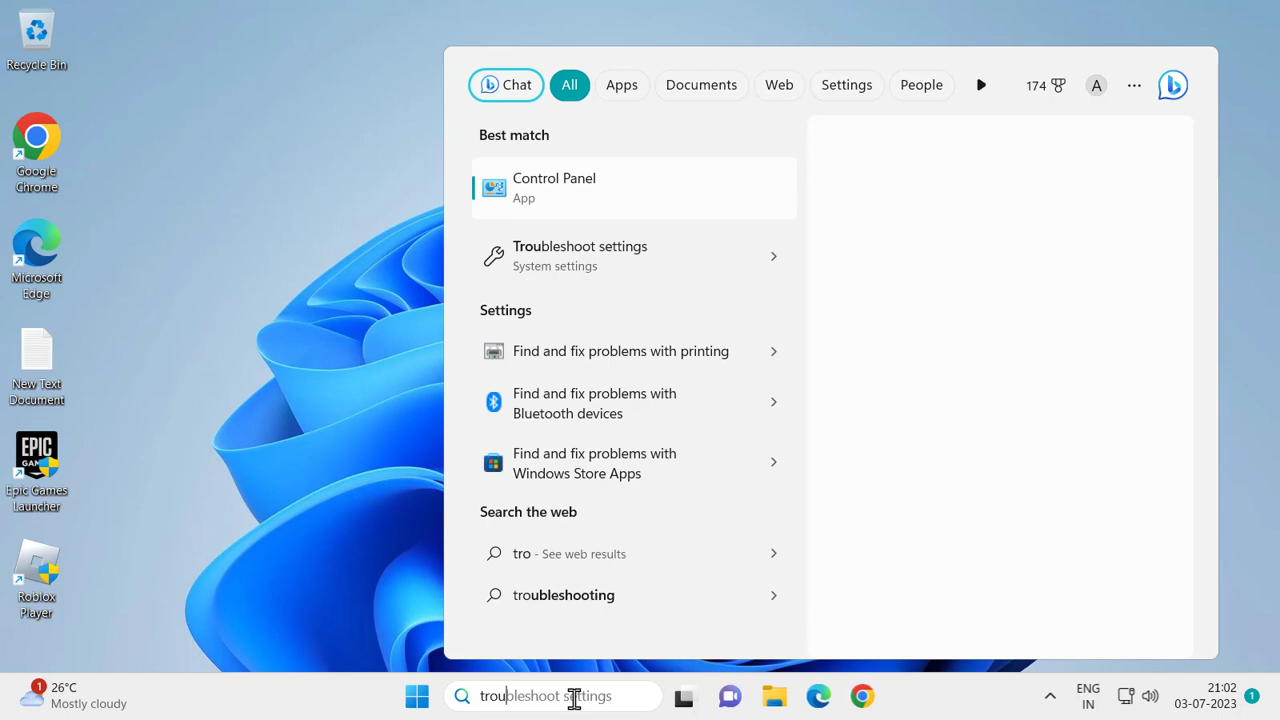 Recycle Bin
Google
Chrome
Microsoft
Edge
New Text
Document
EPIC
GAMES
Epic Games
Launcher
Roblox
Player
Chat
All
Apps
Documents
Web
Settings
People
174
A
Best match
Control Panel
App
Troubleshoot settings
System settings
Settings
Find and fix problems with printing
Find and fix problems with
Bluetooth devices
Find and fix problems with
Windows Store Apps
Search the web
tro - See web results
troubleshooting
1
26°C
Mostly cloudy
troupleshoot settings
ENG
IN
21:02
03-07-2023
1